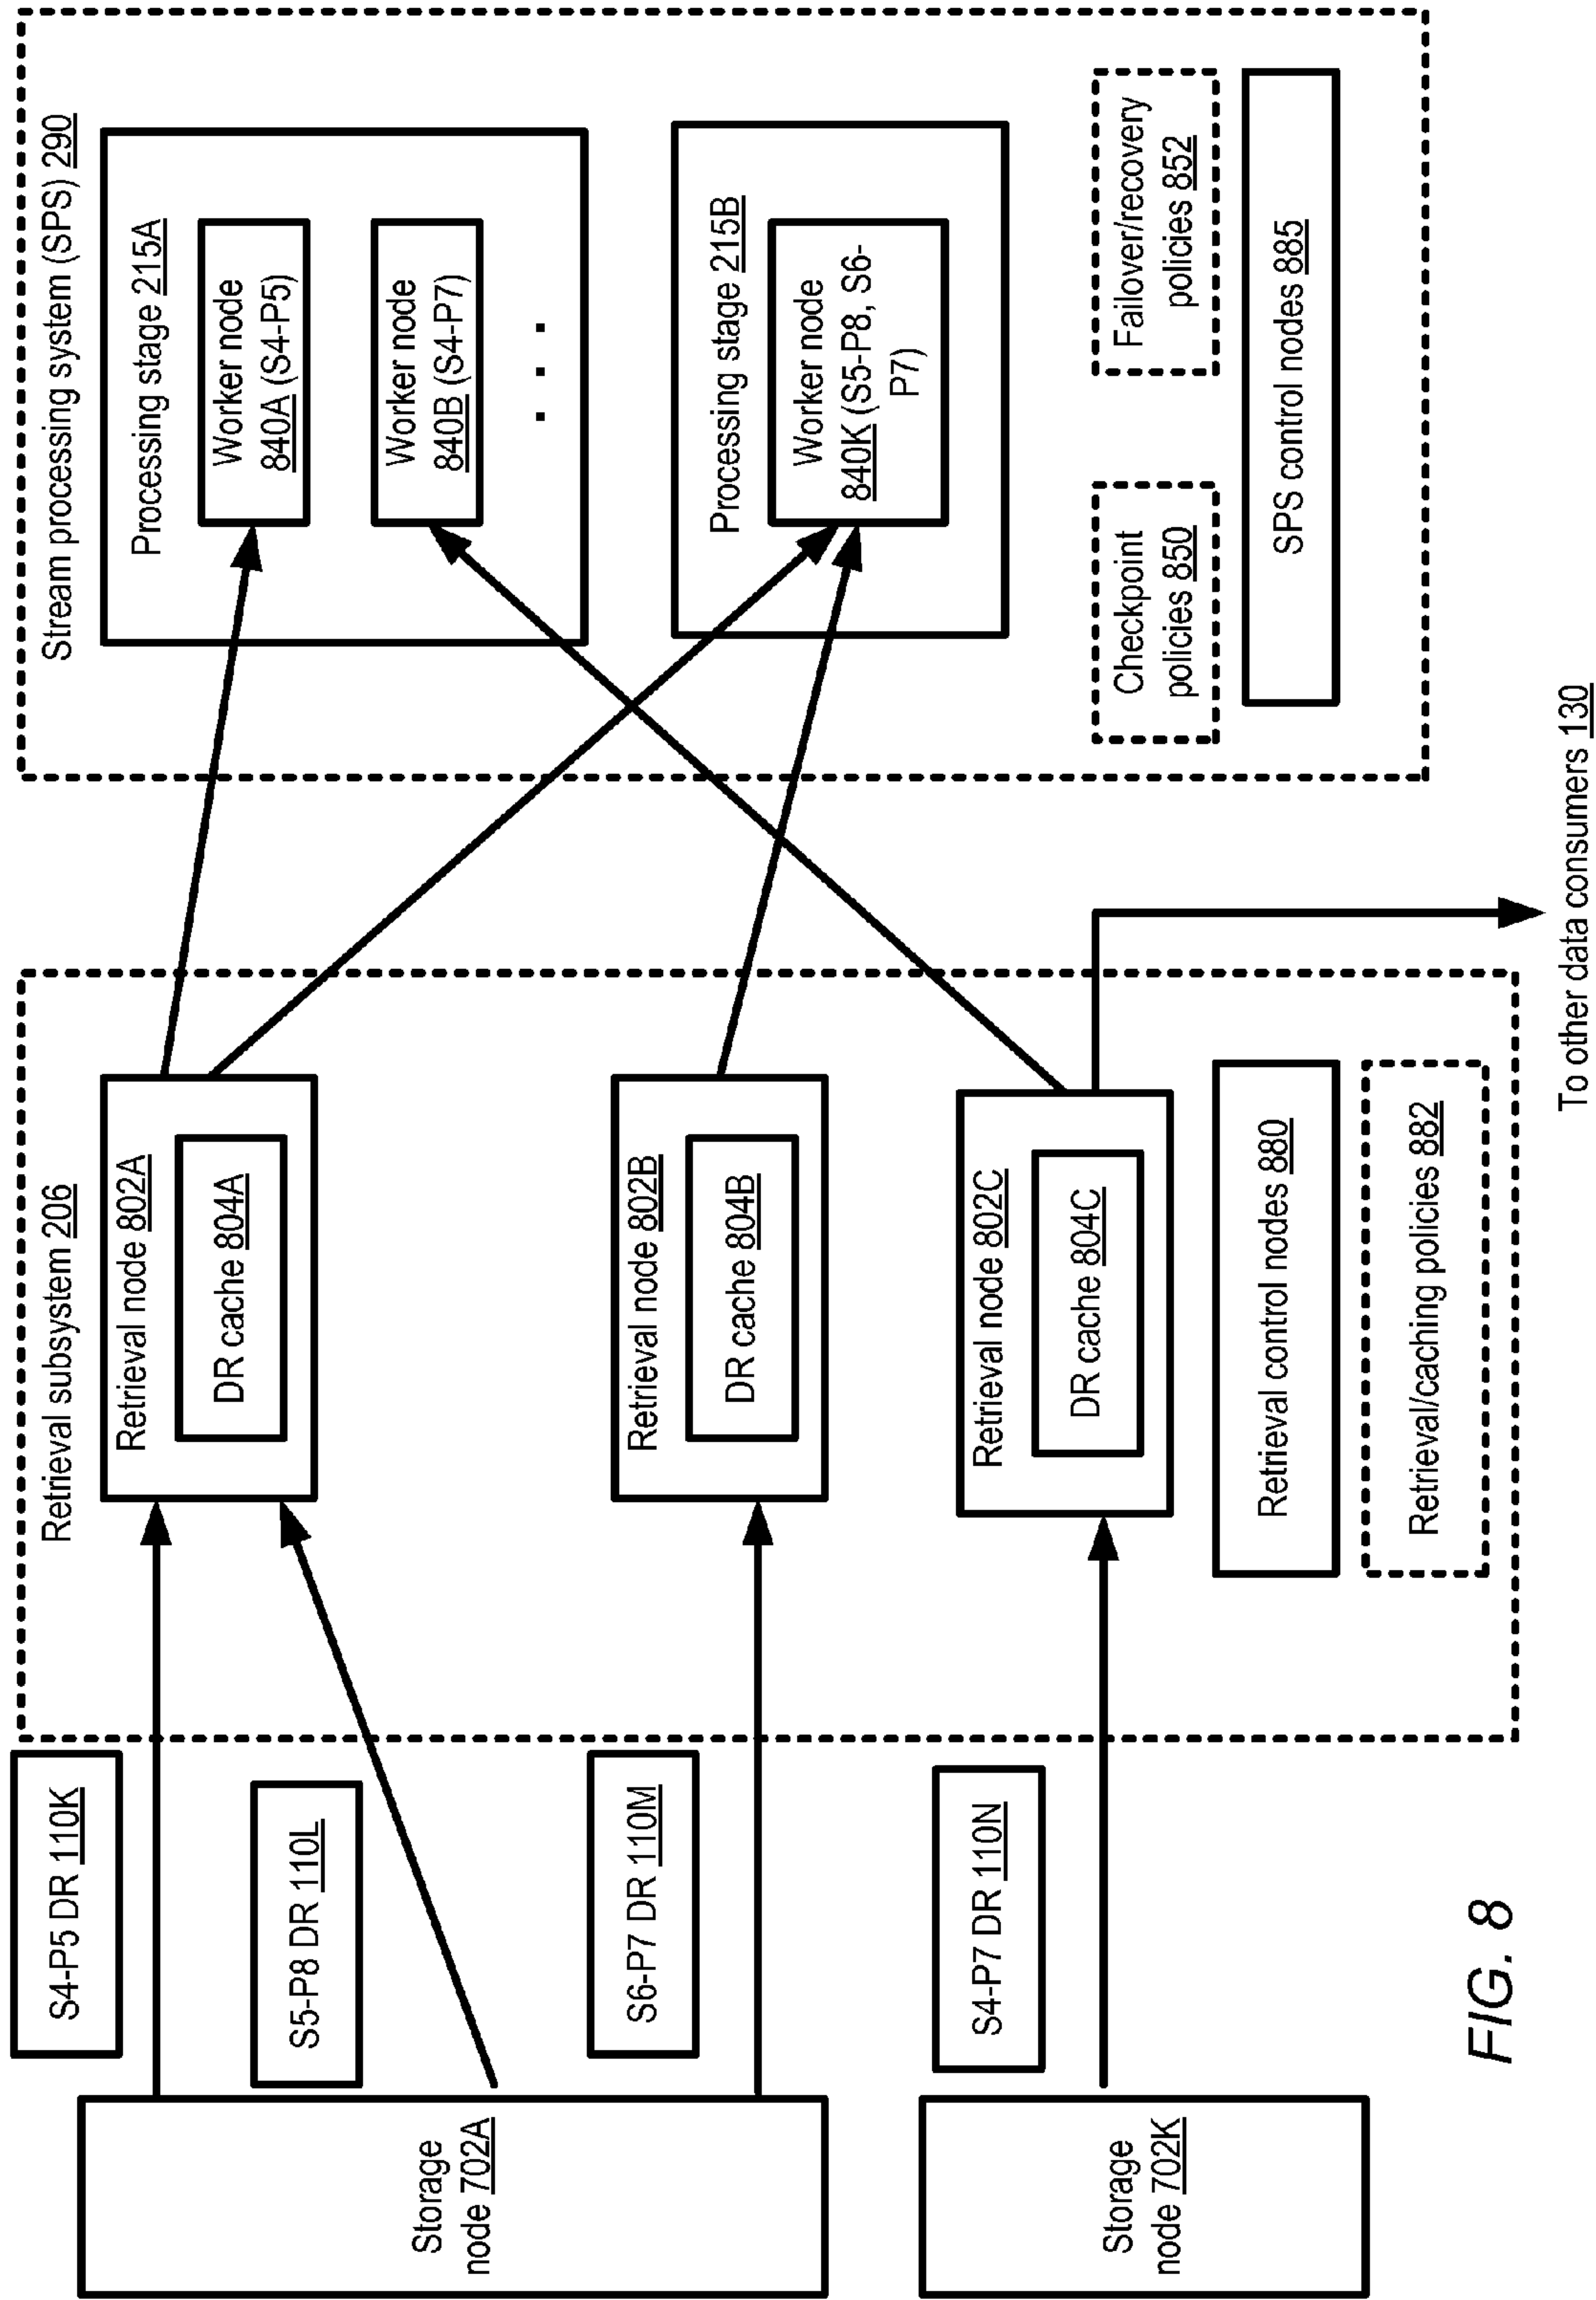 Storage
node 702A
Storage
node 702K
S4-P5 DR 110K
S5-P8 DR 110L
S6-P7 DR 110M
S4-P7 DR 110N
Retrieval subsystem 206
Retrieval node 802A
DR cache 804A
Retrieval node 802B
DR cache 804B
Retrieval node 802C
DR cache 804C
Retrieval control nodes 880
Retrieval/caching policies 882
Stream processing system (SPS) 290
Processing stage 215A
Worker node
840A (S4-P5)
Worker node
840B (S4-P7)
. . .
Processing stage 215B
Worker node
840K (S5-P8, S6-
P7)
Checkpoint
policies 850
Failover/recovery
policies 852
SPS control nodes 885
To other data consumers 130
FIG. 8